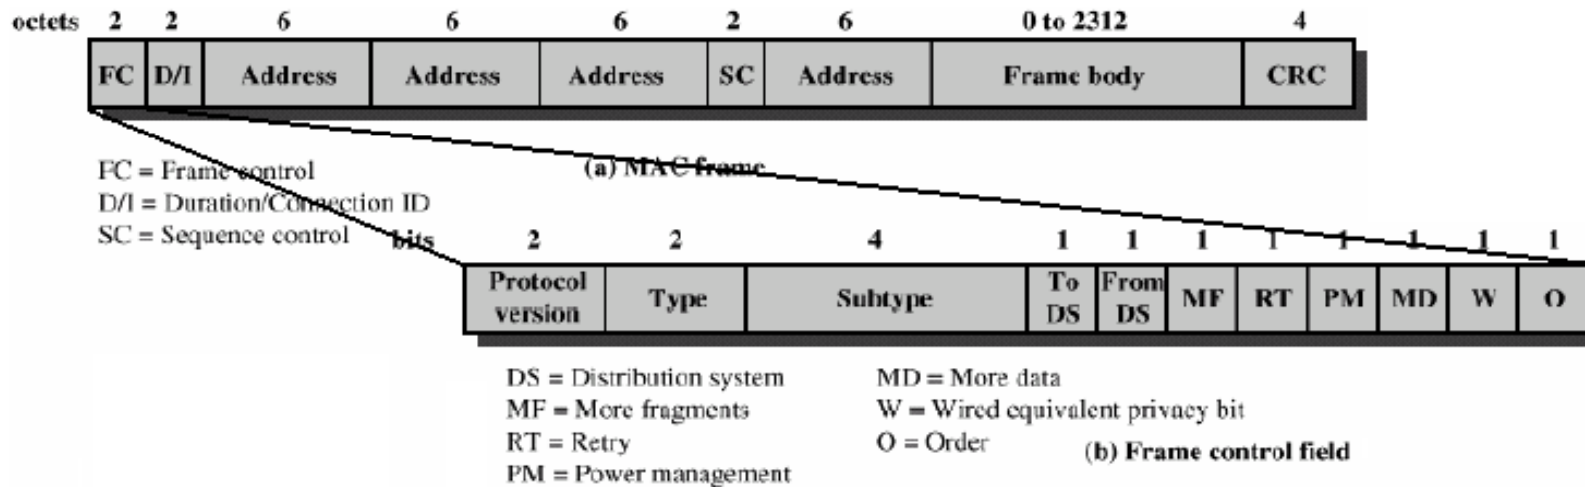 octets 2 2 6 6 6 2 6 0 to 2312 4
FC D/I Address Address Address SC Address Frame body CRC
FC = Frame control
(a) MAC frame
D/I = Duration/Connection ID
SC = Sequence control
bits 2 2 4 1 1 1 1 1 1 1 1
Protocol version Type Subtype To DS From DS MF RT PM MD W O
DS = Distribution system
MF = More fragments
RT = Retry
PM = Power management
MD = More data
W = Wired equivalent privacy bit
O = Order
(b) Frame control field